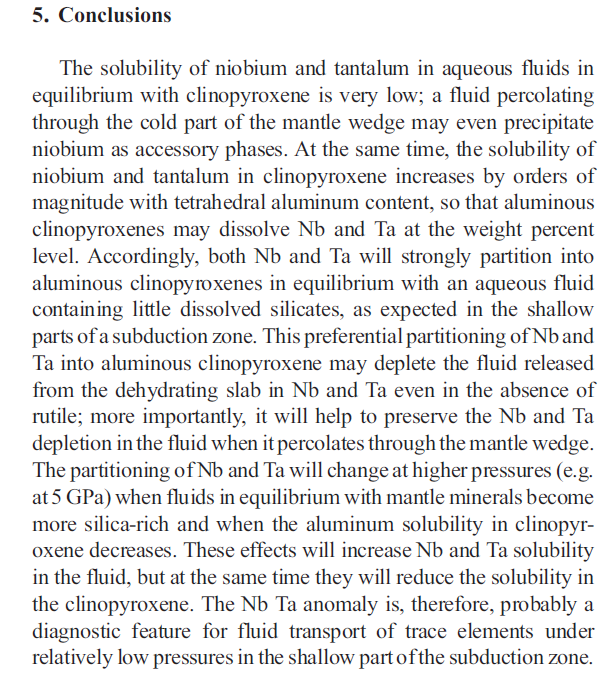 5. Conclusions
The solubility of niobium and tantalum in aqueous fluids in
equilibrium with clinopyroxene is very low; a fluid percolating
through the cold part of the mantle wedge may even precipitate
niobium as accessory phases. At the same time, the solubility of
niobium and tantalum in clinopyroxene increases by orders of
magnitude with tetrahedral aluminum content, so that aluminous
clinopyroxenes may dissolve Nb and Ta at the weight percent
level. Accordingly, both Nb and Ta will strongly partition into
aluminous clinopyroxenes in equilibrium with an aqueous fluid
containing little dissolved silicates, as expected in the shallow
parts of a subduction zone. This preferential partitioning of Nb and
Ta into aluminous clinopyroxene may deplete the fluid released
from the dehydrating slab in Nb and Ta even in the absence of
rutile; more importantly, it will help to preserve the Nb and Ta
depletion in the fluid when it percolates through the mantle wedge.
The partitioning of Nb and Ta will change at higher pressures (e.g.
at 5 GPa) when fluids in equilibrium with mantle minerals become
more silica-rich and when the aluminum solubility in clinopyr-
oxene decreases. These effects will increase Nb and Ta solubility
in the fluid, but at the same time they will reduce the solubility in
the clinopyroxene. The Nb Ta anomaly is, therefore, probably a
diagnostic feature for fluid transport of trace elements under
relatively low pressures in the shallow part of the subduction zone.